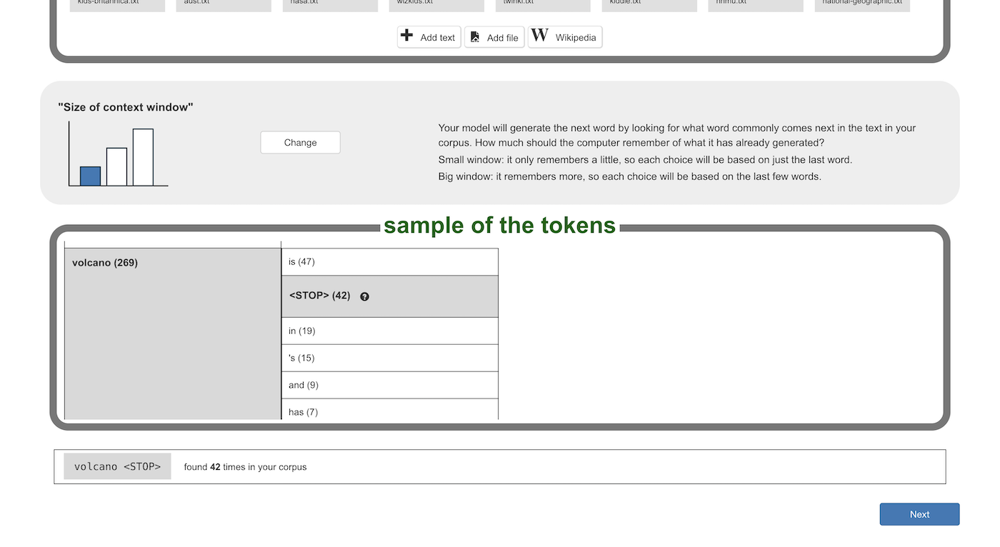 kids-britannica.txt
aust.txt
nasa.txt
wizkids.txt
twinkl.txt
kiddle.txt
nhmu.txt
national-geographic.txt
Add text
Add file
W Wikipedia
"Size of context window"
Change
Your model will generate the next word by looking for what word commonly comes next in the text in your
corpus. How much should the computer remember of what it has already generated?
Small window: it only remembers a little, so each choice will be based on just the last word.
Big window: it remembers more, so each choice will be based on the last few words.
sample of the tokens
volcano (269)
is (47)
<STOP> (42) ?
in (19)
's (15)
and (9)
has (7)
volcano <STOP>
found 42 times in your corpus
Next